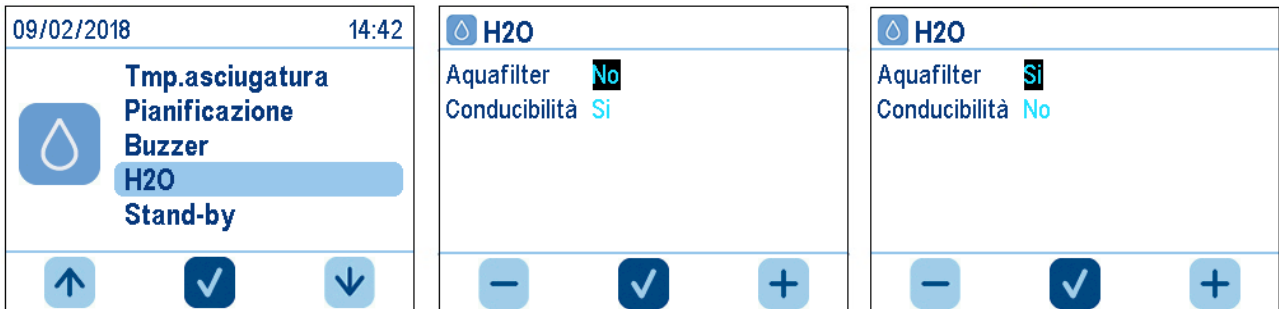 09/02/2018 14:42
Tmp.asciugatura
Pianificazione
Buzzer
H2O
Stand-by
H2O
Aquafilter No
Conducibilità Si
H2O
Aquafilter Si
Conducibilità No